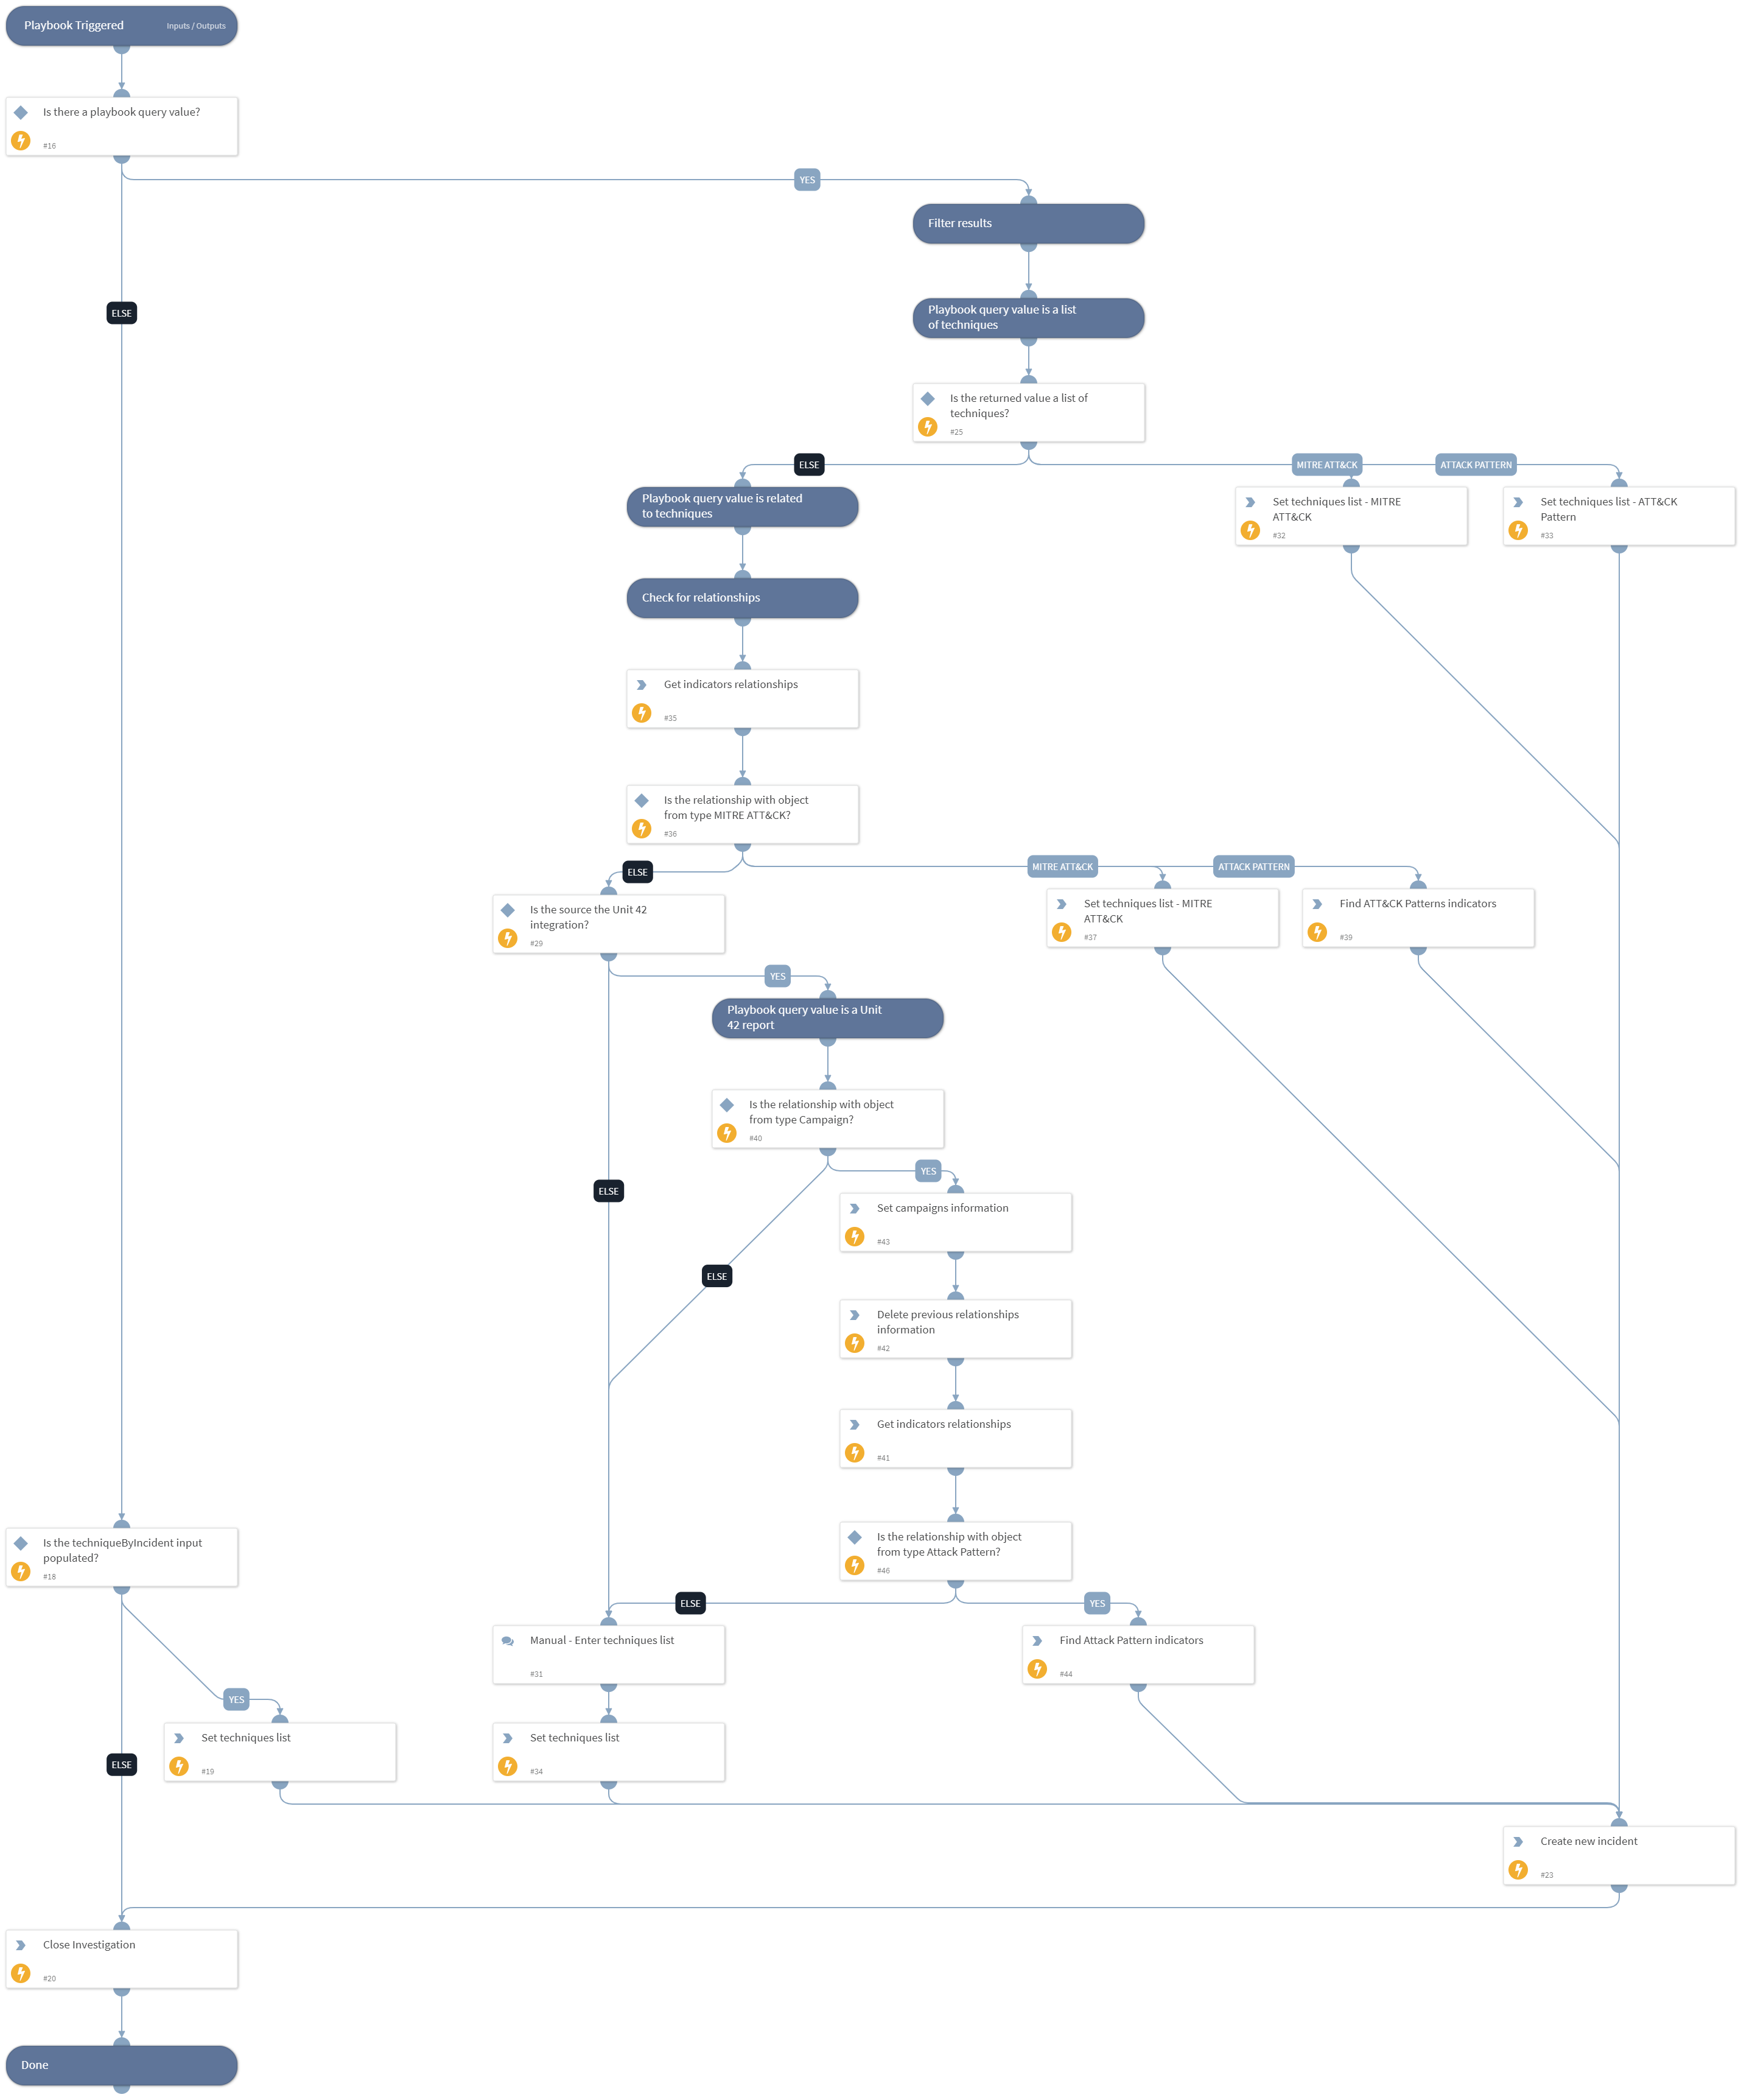 Playbook Triggered
Inputs / Outputs
Is there a playbook query value?
#16
YES
Filter results
ELSE
Playbook query value is a list
of techniques
Is the returned value a list of
techniques?
#25
ELSE
MITRE ATT&CK
ATTACK PATTERN
Playbook query value is related
to techniques
Set techniques list - MITRE
ATT&CK
#32
Set techniques list - ATT&CK
Pattern
#33
Check for relationships
Get indicators relationships
#35
Is the relationship with object
from type MITRE ATT&CK?
#36
ELSE
MITRE ATT&CK
ATTACK PATTERN
Is the source the Unit 42
integration?
#29
Set techniques list - MITRE
ATT&CK
#37
Find ATT&CK Patterns indicators
#39
YES
Playbook query value is a Unit
42 report
Is the relationship with object
from type Campaign?
#40
YES
ELSE
Set campaigns information
#43
ELSE
Delete previous relationships
information
#42
Get indicators relationships
#41
Is the techniqueByIncident input
populated?
#18
Is the relationship with object
from type Attack Pattern?
#46
ELSE
YES
Manual - Enter techniques list
#31
Find Attack Pattern indicators
#44
YES
Set techniques list
#19
Set techniques list
#34
ELSE
Create new incident
#23
Close Investigation
#20
Done